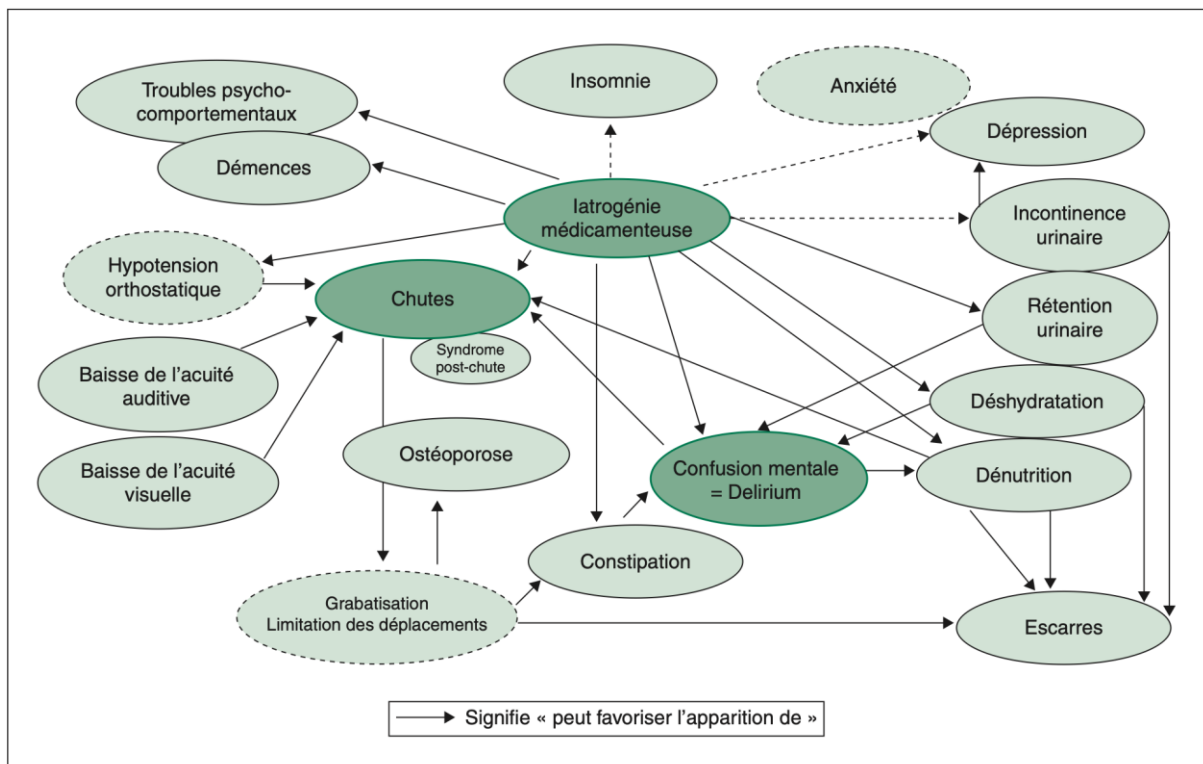 Troubles psycho-
comportementaux
Démences
Insomnie
Anxiété
Dépression
Iatrogénie
médicamenteuse
Incontinence
urinaire
Hypotension
orthostatique
Chutes
Syndrome
post-chute
Rétention
urinaire
Baisse de l’acuité
auditive
Déshydratation
Baisse de l’acuité
visuelle
Ostéoporose
Confusion mentale
= Delirium
Dénutrition
Constipation
Grabatisation
Limitation des déplacements
Escarres
Signifie « peut favoriser l’apparition de »